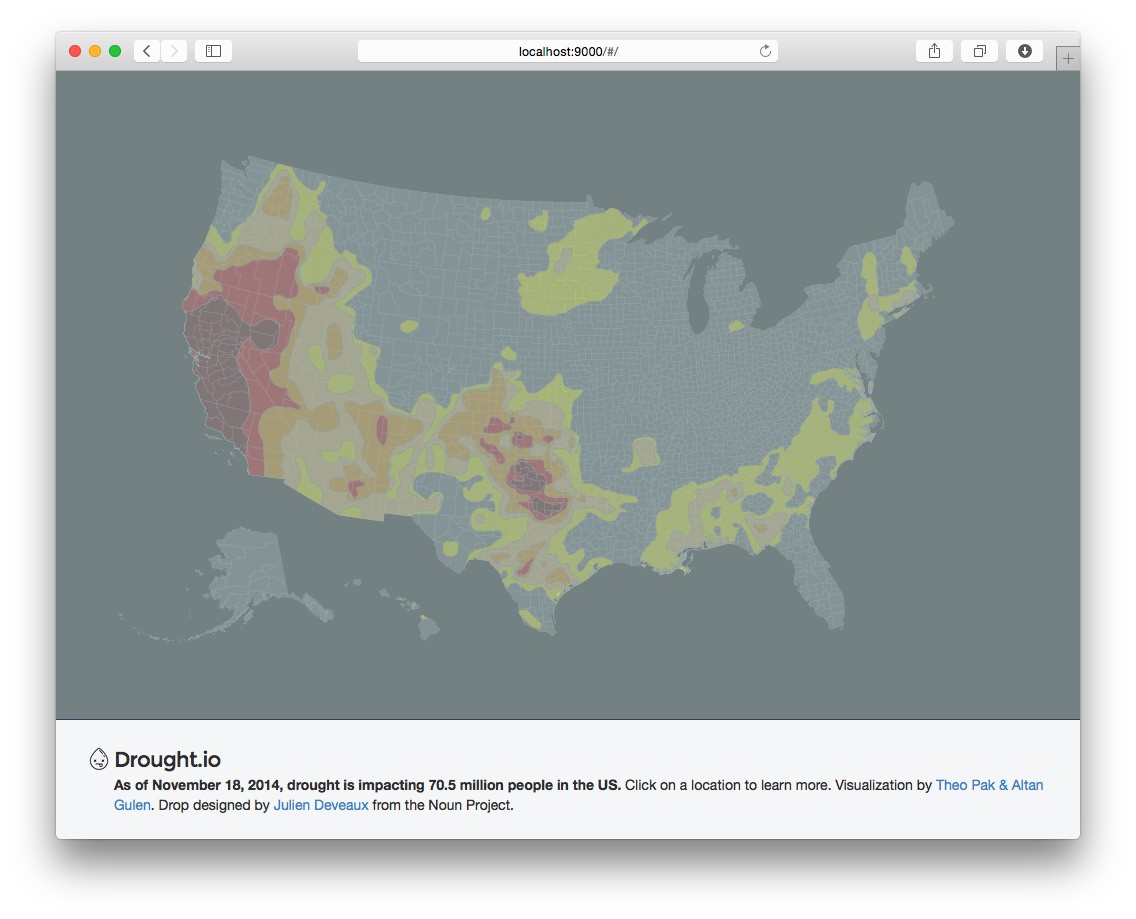 localhost:9000/#/
Drought.io
As of November 18, 2014, drought is impacting 70.5 million people in the US. Click on a location to learn more. Visualization by Theo Pak & Altan
Gulen. Drop designed by Julien Deveaux from the Noun Project.